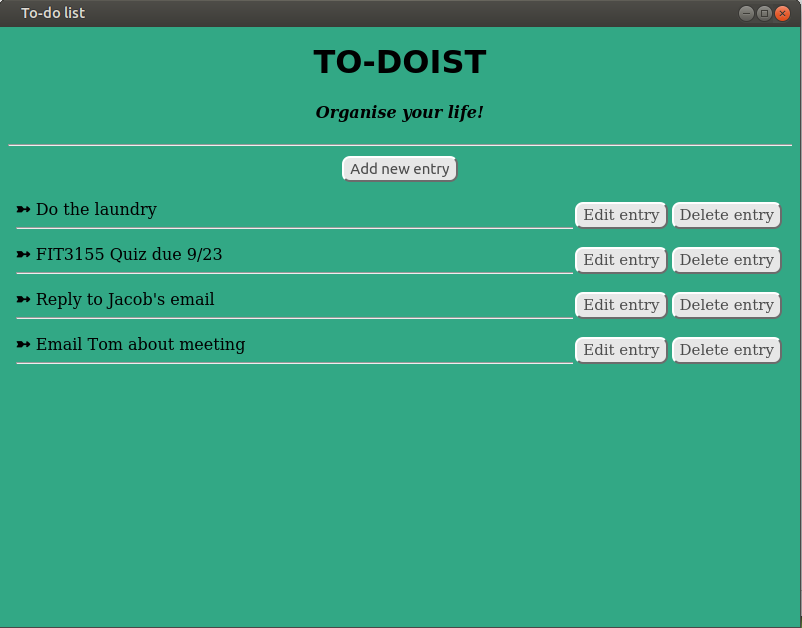 To-do list
TO-DOIST
Organise your life!
Add new entry
➳ Do the laundry Edit entry Delete entry
➳ FIT3155 Quiz due 9/23 Edit entry Delete entry
➳ Reply to Jacob's email Edit entry Delete entry
➳ Email Tom about meeting Edit entry Delete entry